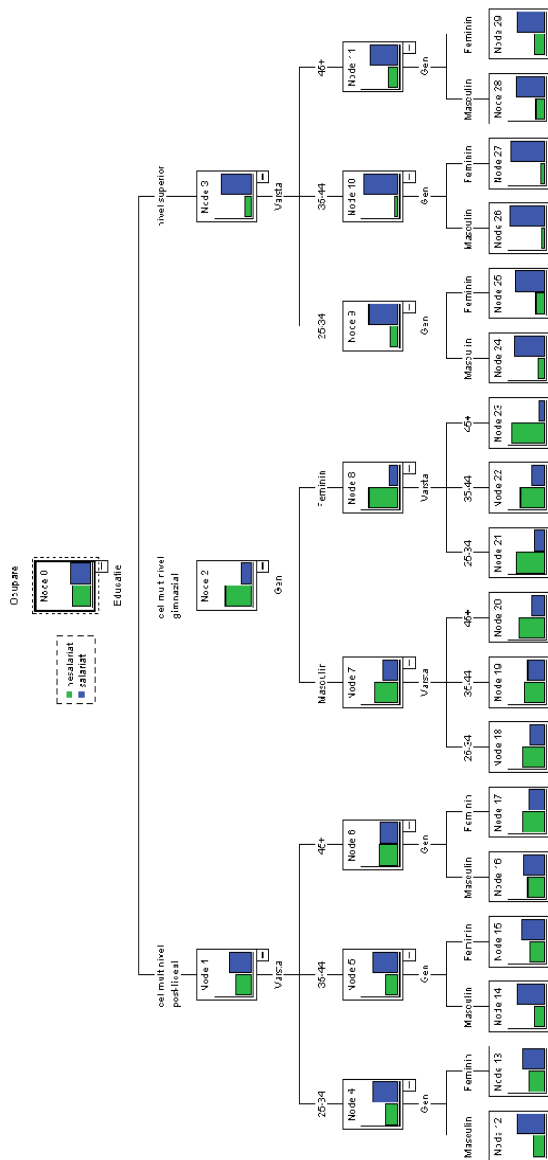 Ocupare
Node 0
nesalariat
salariat
Educatie
cel mult nivel
postliceal
cel mult nivel
gimnazial
nivel superior
Node 1
Node 2
Node 3
Varsta
Gen
Varsta
25-34
35-44
45+
Masculin
Feminin
25-34
35-44
45+
Node 4
Node 5
Node 6
Node 7
Node 8
Node 9
Node 10
Node 11
Gen
Gen
Gen
Varsta
Varsta
Gen
Gen
Gen
Masculin
Feminin
Masculin
Feminin
Masculin
Feminin
25-34
35-44
45+
25-34
35-44
45+
Masculin
Feminin
Masculin
Feminin
Masculin
Feminin
Node 12
Node 13
Node 14
Node 15
Node 16
Node 17
Node 18
Node 19
Node 20
Node 21
Node 22
Node 23
Node 24
Node 25
Node 26
Node 27
Node 28
Node 29